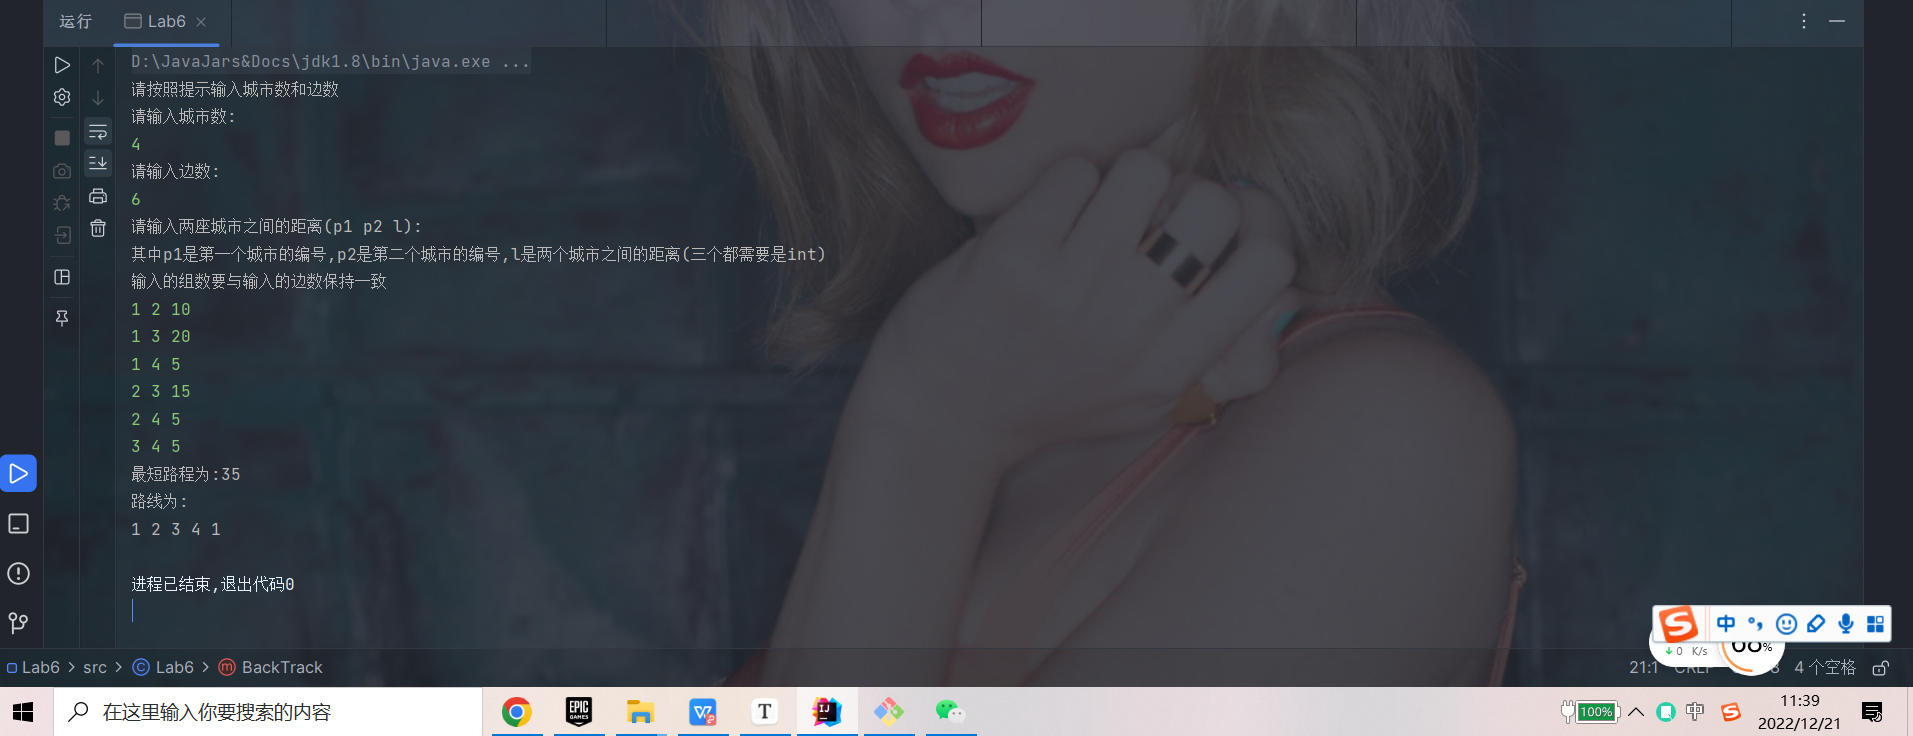 运行
Lab6
D:\JavaJars&Docs\jdk1.8\bin\java.exe ...
请按照提示输入城市数和边数
请输入城市数:
4
请输入边数:
6
请输入两座城市之间的距离(p1 p2 l):
其中p1是第一个城市的编号,p2是第二个城市的编号,l是两个城市之间的距离(三个都需要是int)
输入的组数要与输入的边数保持一致
1 2 10
1 3 20
1 4 5
2 3 15
2 4 5
3 4 5
最短路程为:35
路线为:
1 2 3 4 1
进程已结束,退出代码0
中
0 K/s
%
Lab6 > src > Lab6 > BackTrack
21:1
4 个空格
在这里输入你要搜索的内容
EPIC GAMES
T
IJ
100%
中
11:39
2022/12/21